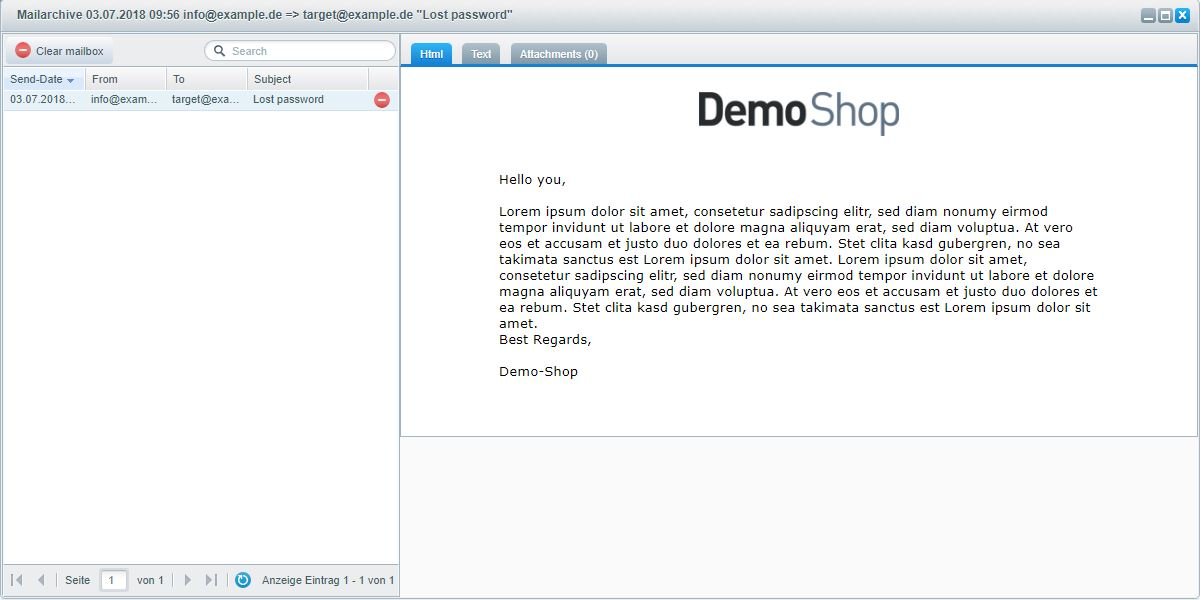 Mailarchive 03.07.2018 09:56 info@example.de => target@example.de "Lost password"
Clear mailbox
Search
Send-Date From To Subject
03.07.2018... info@exam... target@exa... Lost password
Seite 1 von 1 Anzeige Eintrag 1 - 1 von 1
Html Text Attachments (0)
DemoShop
Hello you,
Lorem ipsum dolor sit amet, consetetur sadipscing elitr, sed diam nonumy eirmod
tempor invidunt ut labore et dolore magna aliquyam erat, sed diam voluptua. At vero
eos et accusam et justo duo dolores et ea rebum. Stet clita kasd gubergren, no sea
takimata sanctus est Lorem ipsum dolor sit amet. Lorem ipsum dolor sit amet,
consetetur sadipscing elitr, sed diam nonumy eirmod tempor invidunt ut labore et dolore
magna aliquyam erat, sed diam voluptua. At vero eos et accusam et justo duo dolores et
ea rebum. Stet clita kasd gubergren, no sea takimata sanctus est Lorem ipsum dolor sit
amet.
Best Regards,
Demo-Shop